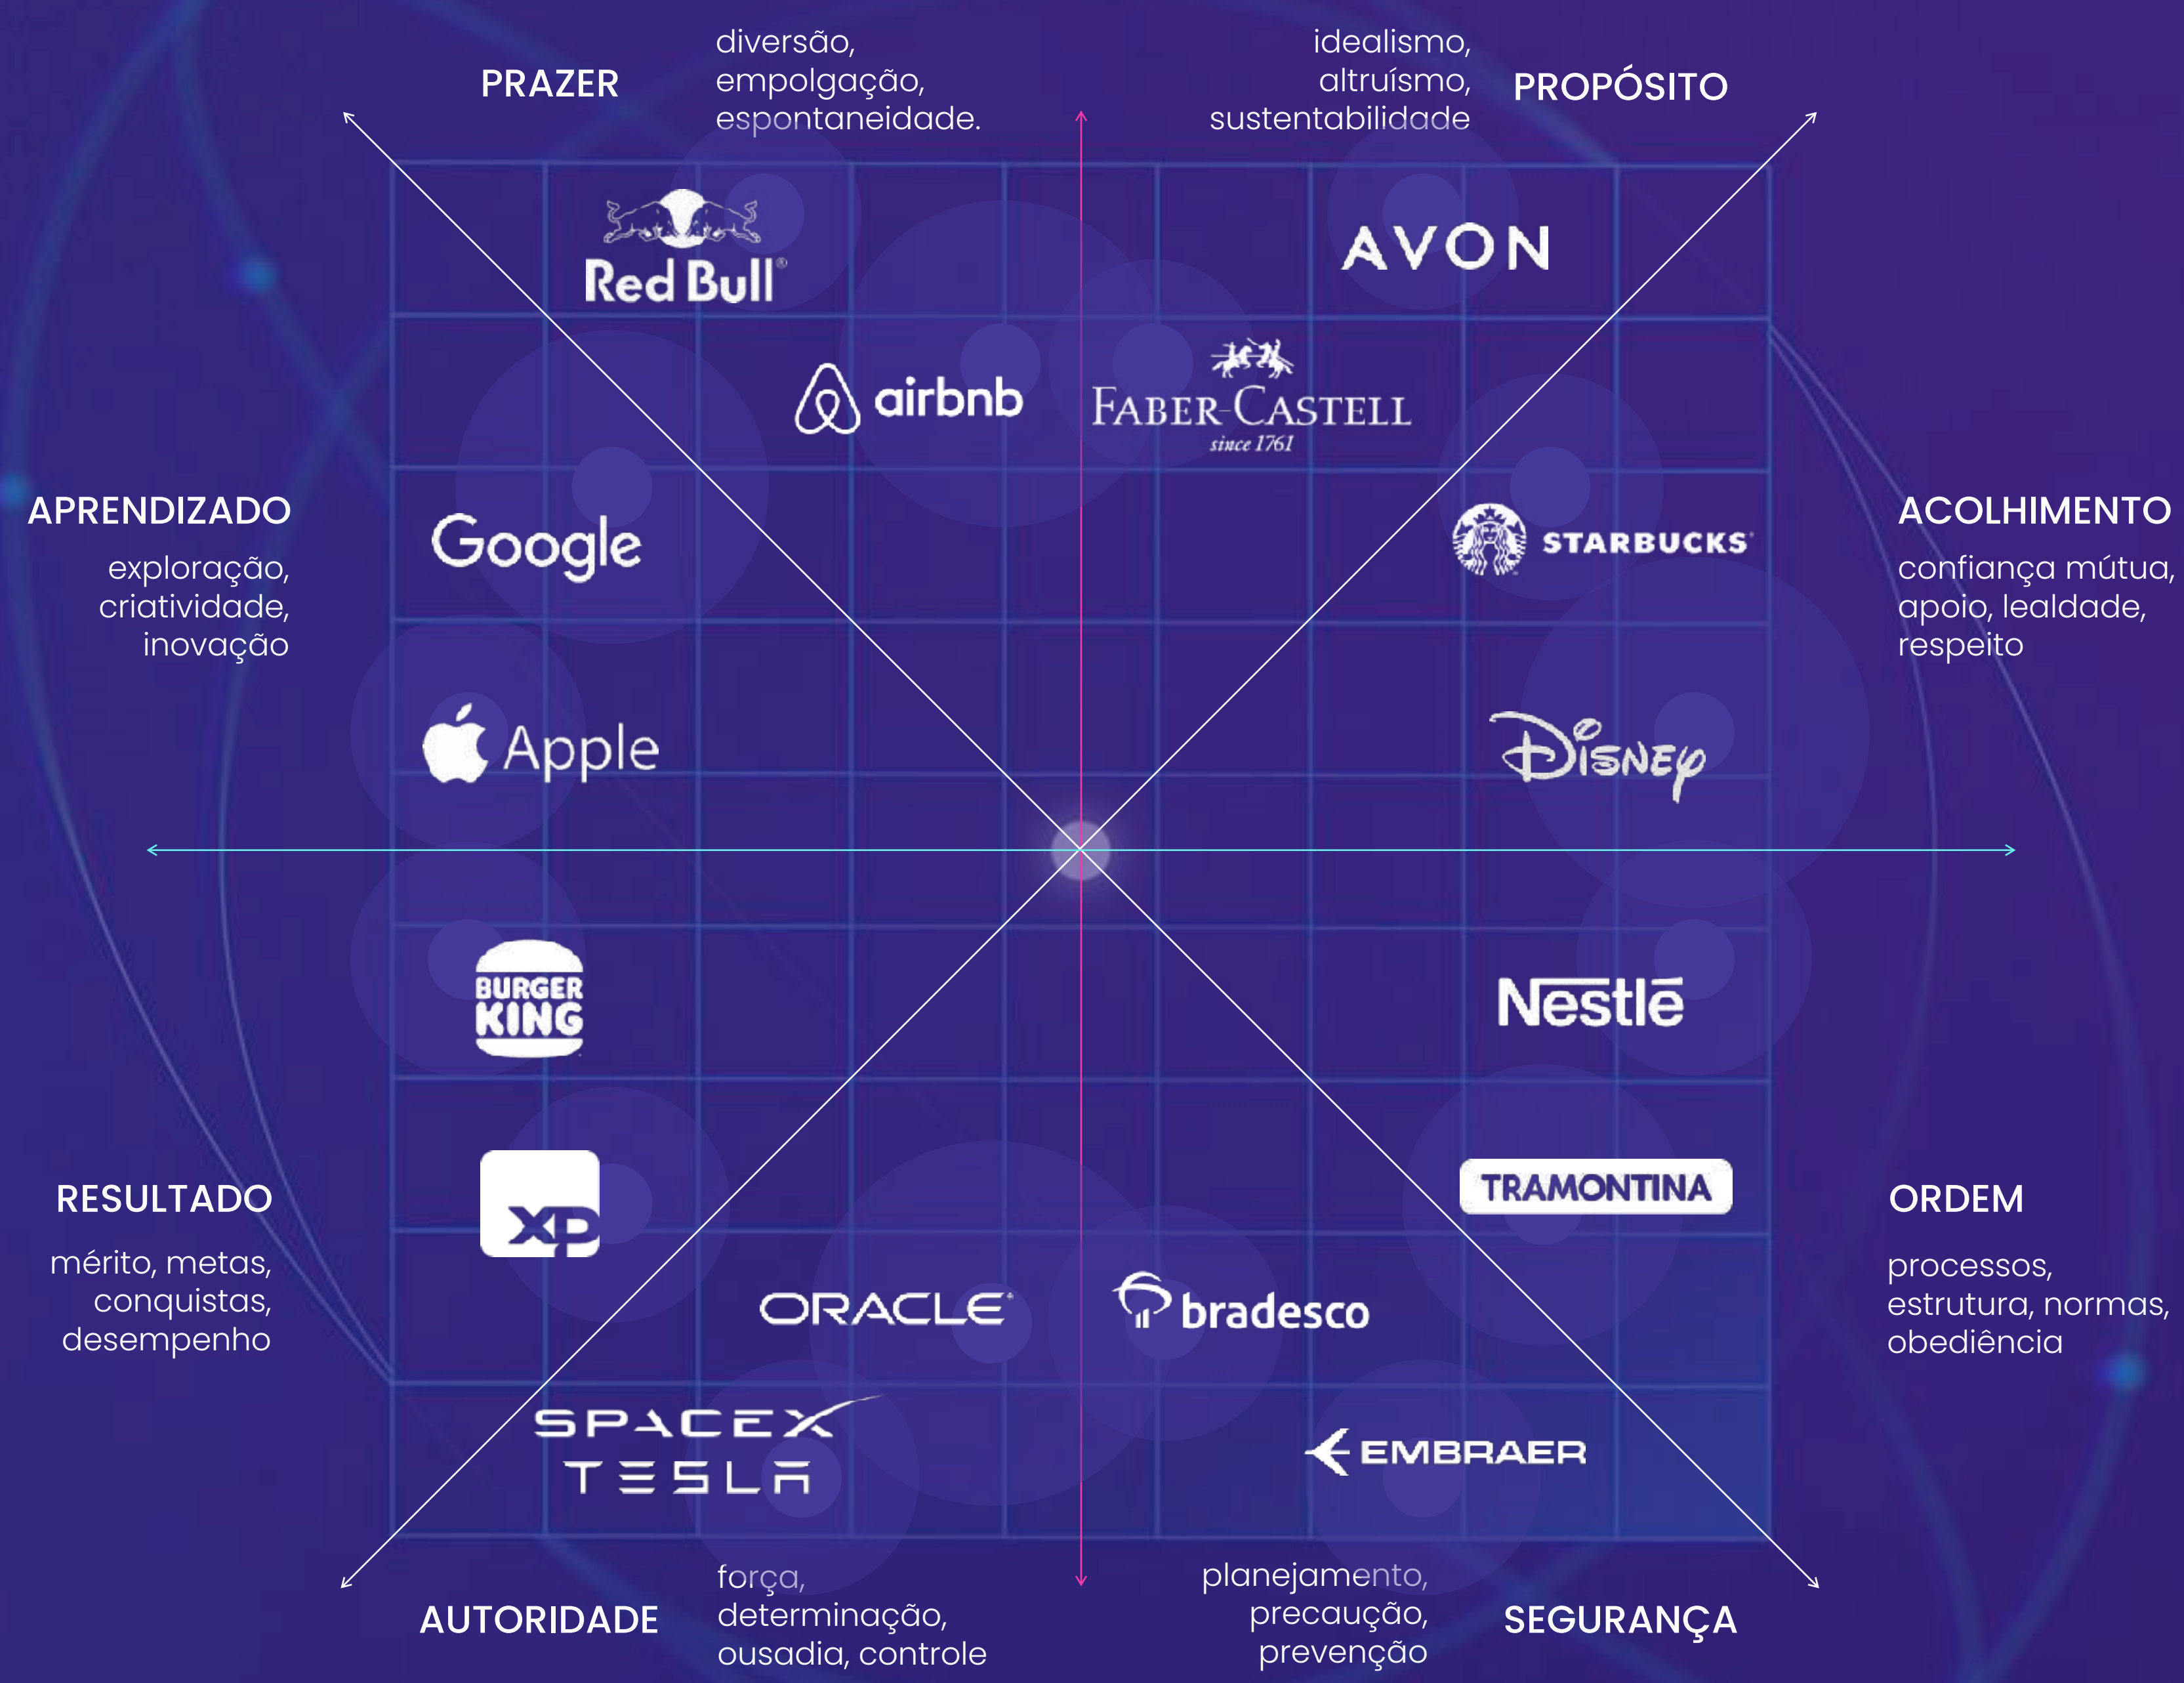 PRAZER
diversão,
empolgação,
espontaneidade.
idealismo,
altruísmo,
sustentabilidade
PROPÓSITO
Red Bull®
AVON
airbnb
FABER-CASTELL
since 1761
APRENDIZADO
exploração,
criatividade,
inovação
Google
STARBUCKS
ACOLHIMENTO
confiança mútua,
apoio, lealdade,
respeito
Apple
DISNEY
BURGER
KING
Nestlé
RESULTADO
mérito, metas,
conquistas,
desempenho
XP
TRAMONTINA
ORDEM
processos,
estrutura, normas,
obediência
ORACLE
bradesco
SPACEX
TESLA
EMBRAER
AUTORIDADE
força,
determinação,
ousadia, controle
planejamento,
precaução,
prevenção
SEGURANÇA